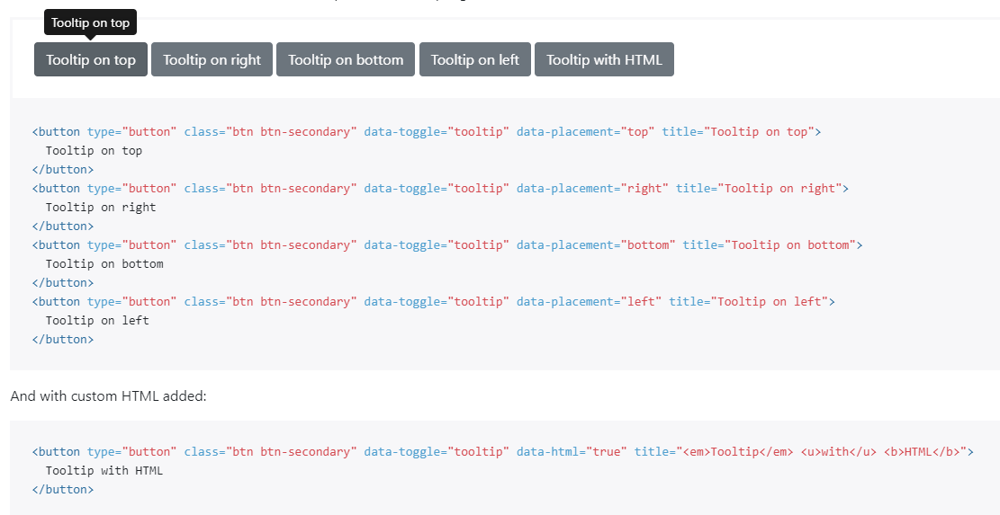 Tooltip on top
Tooltip on top Tooltip on right Tooltip on bottom Tooltip on left Tooltip with HTML
<button type="button" class="btn btn-secondary" data-toggle="tooltip" data-placement="top" title="Tooltip on top">
  Tooltip on top
</button>
<button type="button" class="btn btn-secondary" data-toggle="tooltip" data-placement="right" title="Tooltip on right">
  Tooltip on right
</button>
<button type="button" class="btn btn-secondary" data-toggle="tooltip" data-placement="bottom" title="Tooltip on bottom">
  Tooltip on bottom
</button>
<button type="button" class="btn btn-secondary" data-toggle="tooltip" data-placement="left" title="Tooltip on left">
  Tooltip on left
</button>
And with custom HTML added:
<button type="button" class="btn btn-secondary" data-toggle="tooltip" data-html="true" title="<em>Tooltip</em> <u>with</u> <b>HTML</b>">
  Tooltip with HTML
</button>